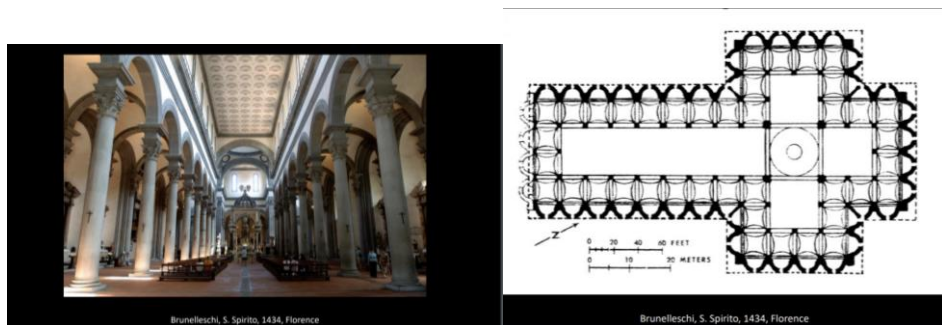 Brunelleschi, S. Spirito, 1434, Florence
Z
0 20 40 60 FEET
0 10 20 METERS
Brunelleschi, S. Spirito, 1434, Florence